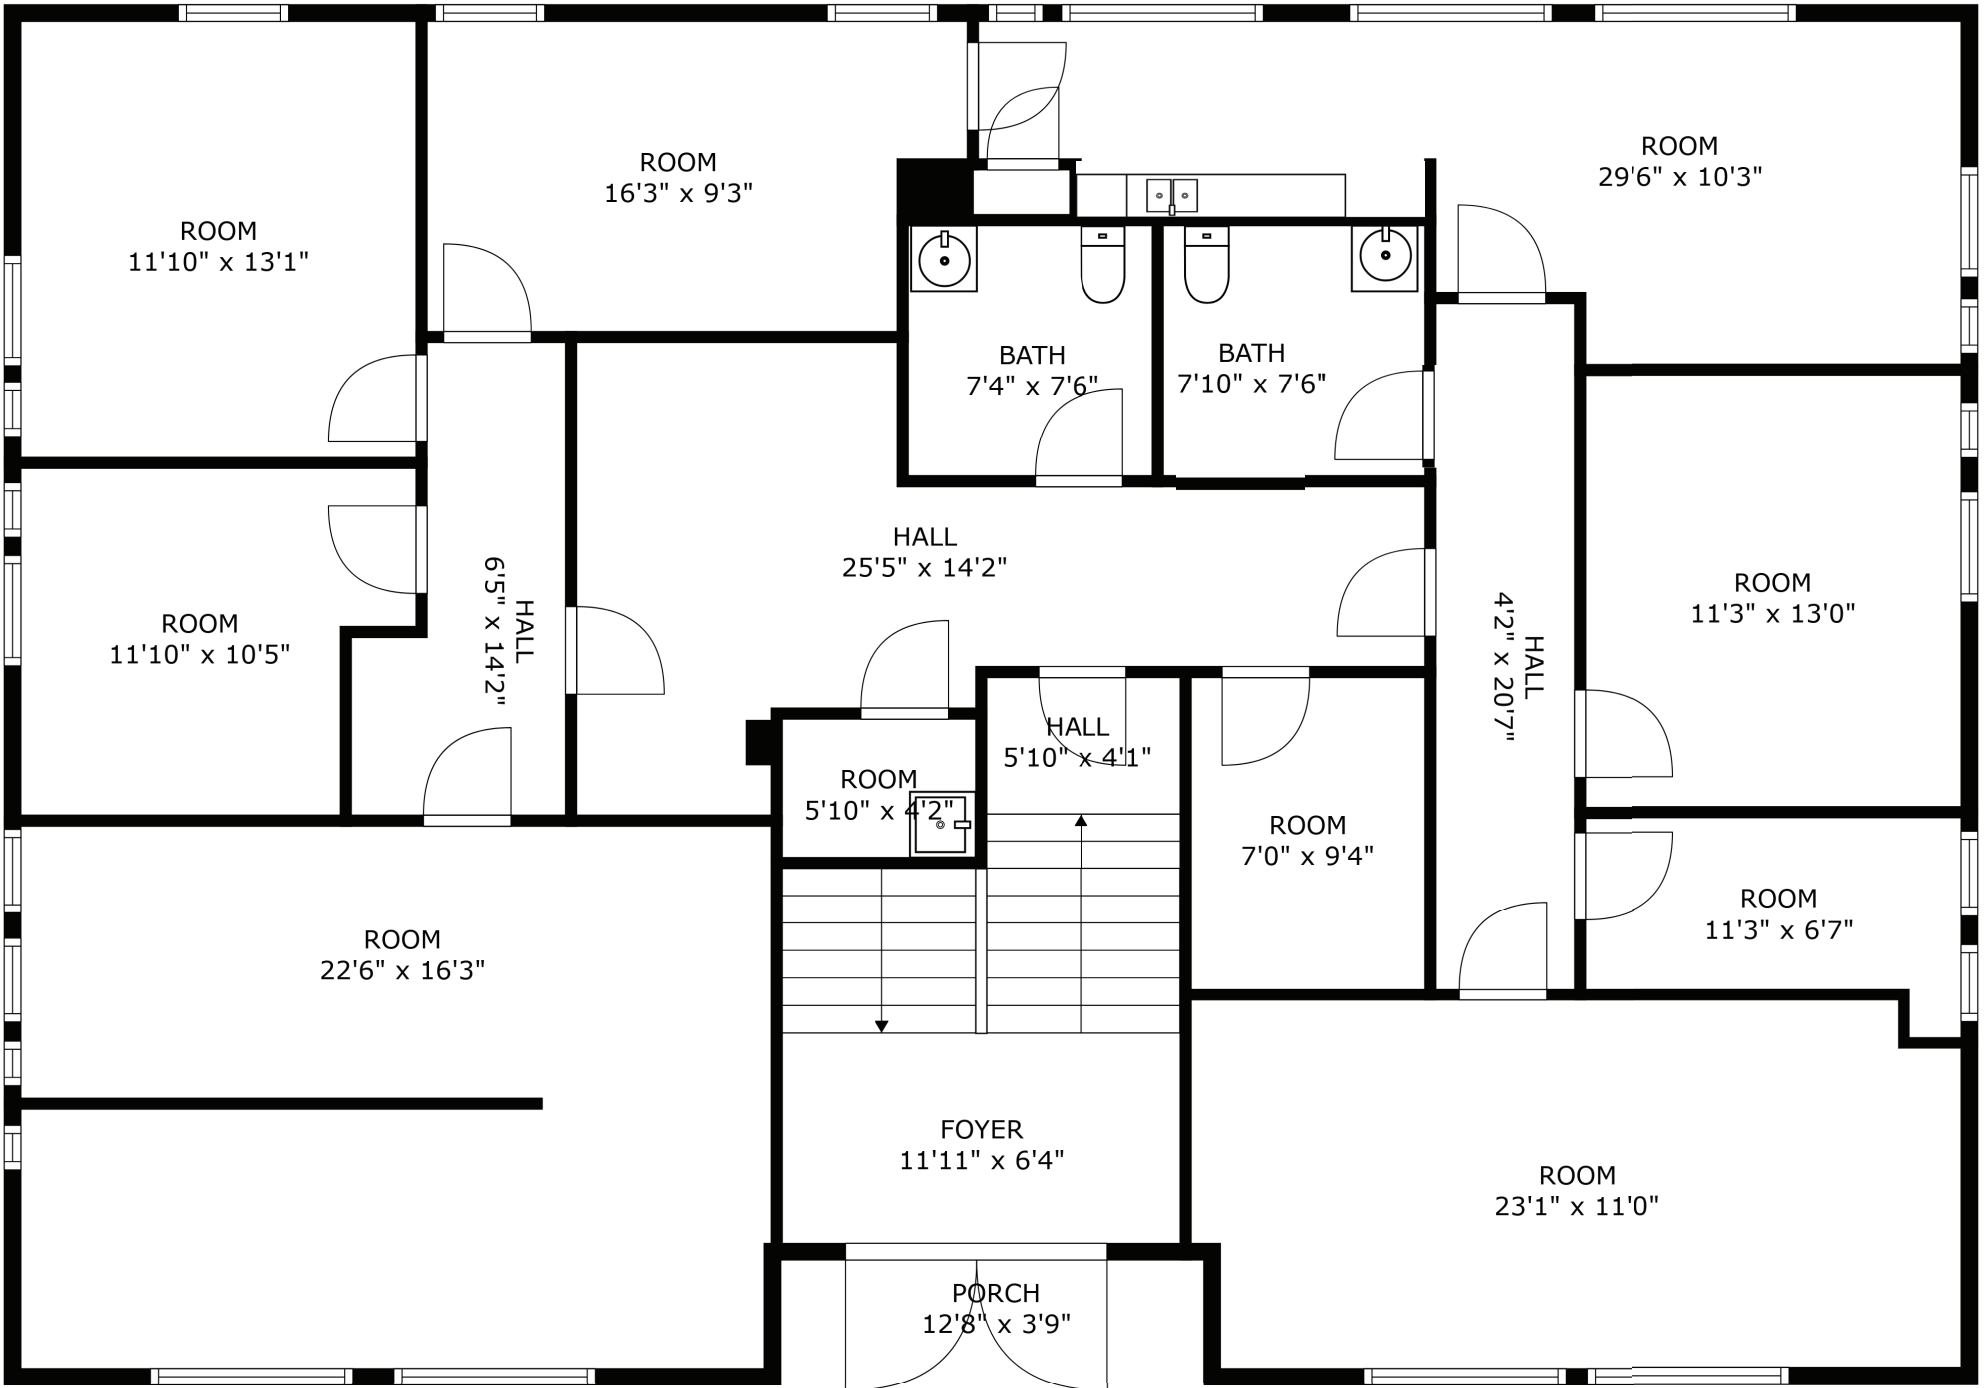 ROOM
29'6" x 10'3"
ROOM
16'3" x 9'3"
ROOM
11'10" x 13'1"
BATH
7'4" x 7'6"
BATH
7'10" x 7'6"
HALL
25'5" x 14'2"
ROOM
11'3" x 13'0"
ROOM
11'10" x 10'5"
HALL
6'5" x 14'2"
HALL
4'2" x 20'7"
HALL
5'10" x 4'1"
ROOM
5'10" x 4'2"
ROOM
7'0" x 9'4"
ROOM
11'3" x 6'7"
ROOM
22'6" x 16'3"
FOYER
11'11" x 6'4"
ROOM
23'1" x 11'0"
PORCH
12'8" x 3'9"